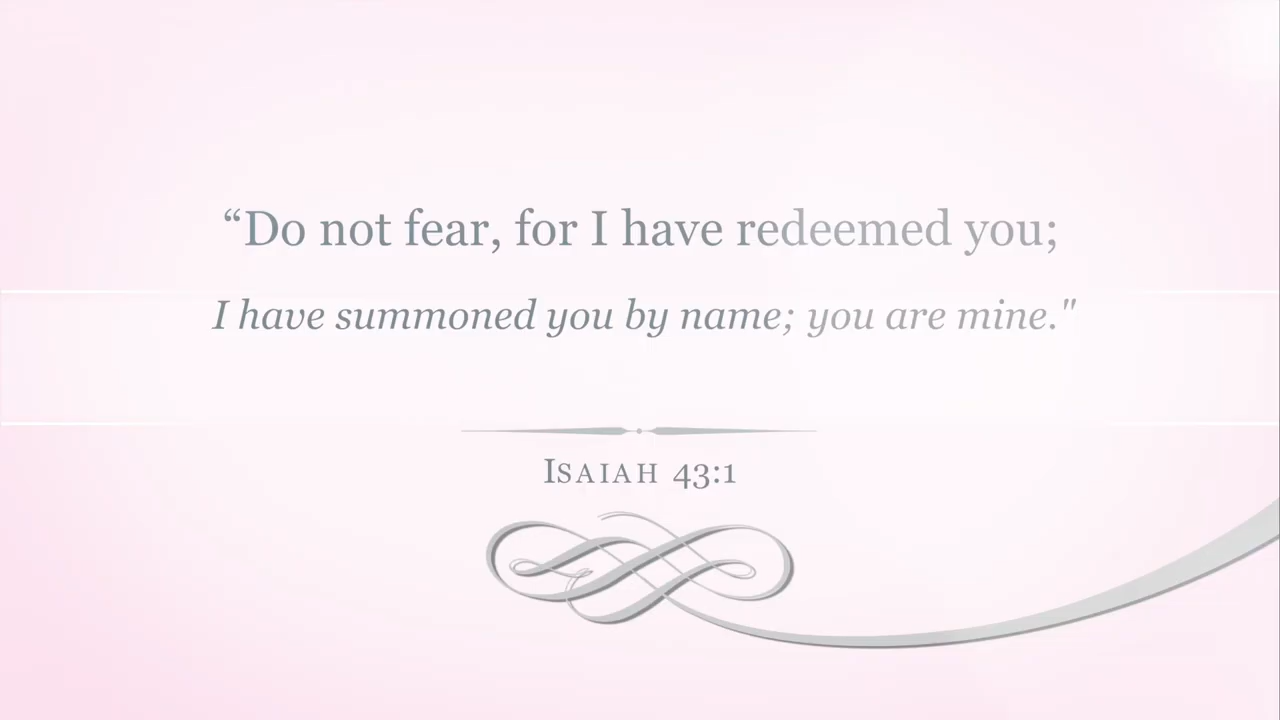 “Do not fear, for I have redeemed you;
I have summoned you by name; you are mine."
Isaiah 43:1